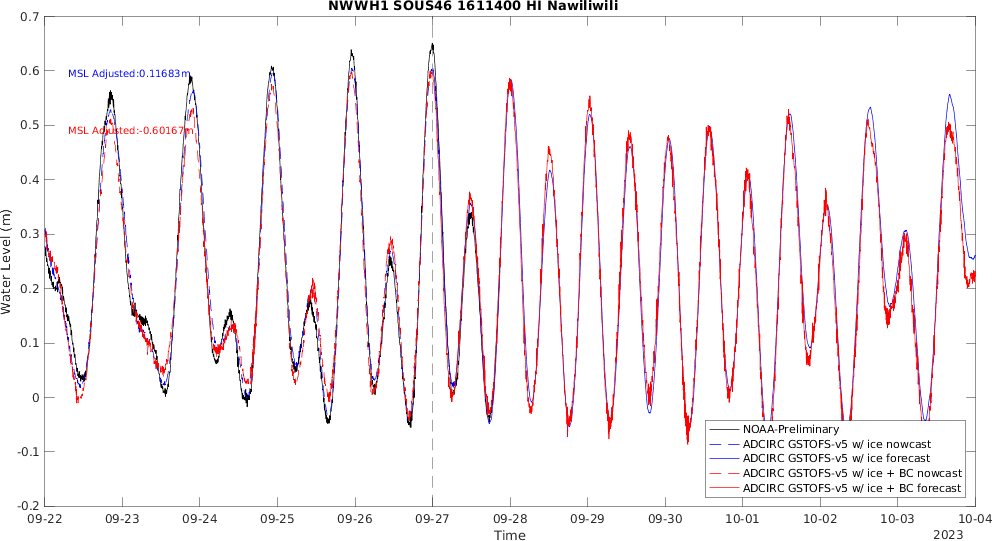 NWWH1 SOUS46 1611400 HI Nawiliwili
0.7
0.6
0.5
0.4
0.3
0.2
0.1
0
-0.1
-0.2
Water Level (m)
MSL Adjusted:0.11683m
MSL Adjusted:-0.60167m
NOAA-Preliminary
ADCIRC GSTOFS-v5 w/ ice nowcast
ADCIRC GSTOFS-v5 w/ ice forecast
ADCIRC GSTOFS-v5 w/ ice + BC nowcast
ADCIRC GSTOFS-v5 w/ ice + BC forecast
09-22 09-23 09-24 09-25 09-26 09-27 09-28 09-29 09-30 10-01 10-02 10-03 10-04
Time
2023